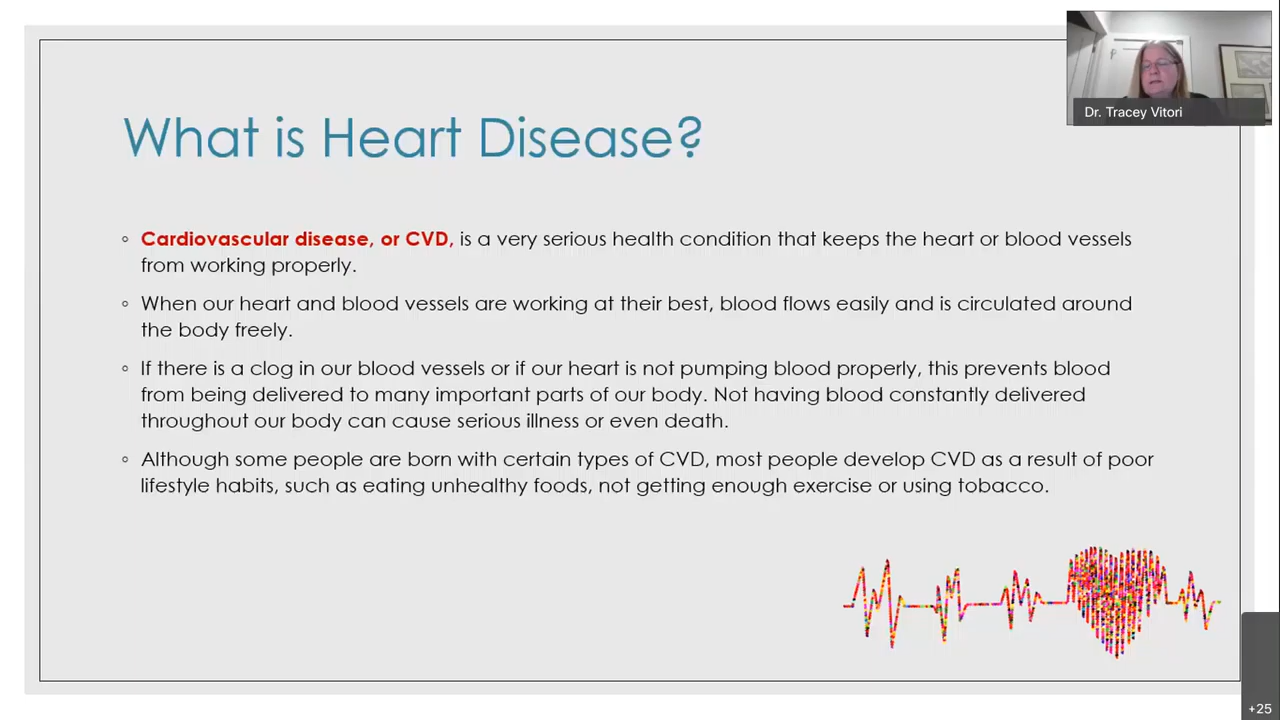 Dr. Tracey Vitori
What is Heart Disease?
◦ Cardiovascular disease, or CVD, is a very serious health condition that keeps the heart or blood vessels
from working properly.
◦ When our heart and blood vessels are working at their best, blood flows easily and is circulated around
the body freely.
◦ If there is a clog in our blood vessels or if our heart is not pumping blood properly, this prevents blood
from being delivered to many important parts of our body. Not having blood constantly delivered
throughout our body can cause serious illness or even death.
◦ Although some people are born with certain types of CVD, most people develop CVD as a result of poor
lifestyle habits, such as eating unhealthy foods, not getting enough exercise or using tobacco.
+25